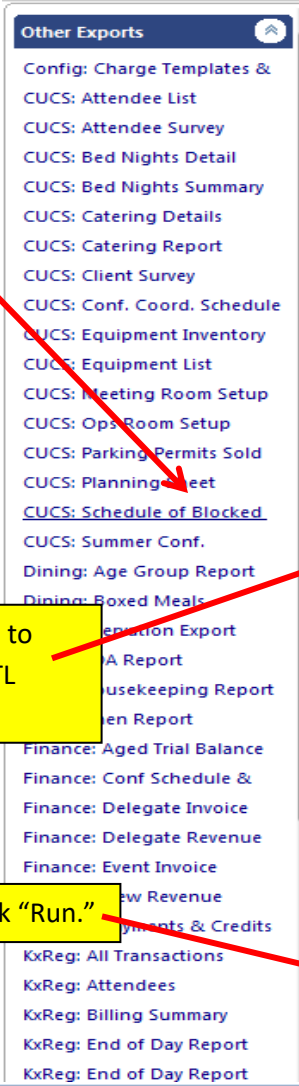 Other Exports
Config: Charge Templates &
CUCS: Attendee List
CUCS: Attendee Survey
CUCS: Bed Nights Detail
CUCS: Bed Nights Summary
CUCS: Catering Details
CUCS: Catering Report
CUCS: Client Survey
CUCS: Conf. Coord. Schedule
CUCS: Equipment Inventory
CUCS: Equipment List
CUCS: Meeting Room Setup
CUCS: Ops Room Setup
CUCS: Parking Permits Sold
CUCS: Planning Sheet
CUCS: Schedule of Blocked
CUCS: Summer Conf.
Dining: Age Group Report
Dining: Boxed Meals
to
TL
Export
Report
Report
Report
Finance: Aged Trial Balance
Finance: Conf Schedule &
Finance: Delegate Invoice
Finance: Delegate Revenue
Finance: Event Invoice
Revenue
"Run."
& Credits
KxReg: All Transactions
KxReg: Attendees
KxReg: Billing Summary
KxReg: End of Day Report
KxReg: End of Day Report